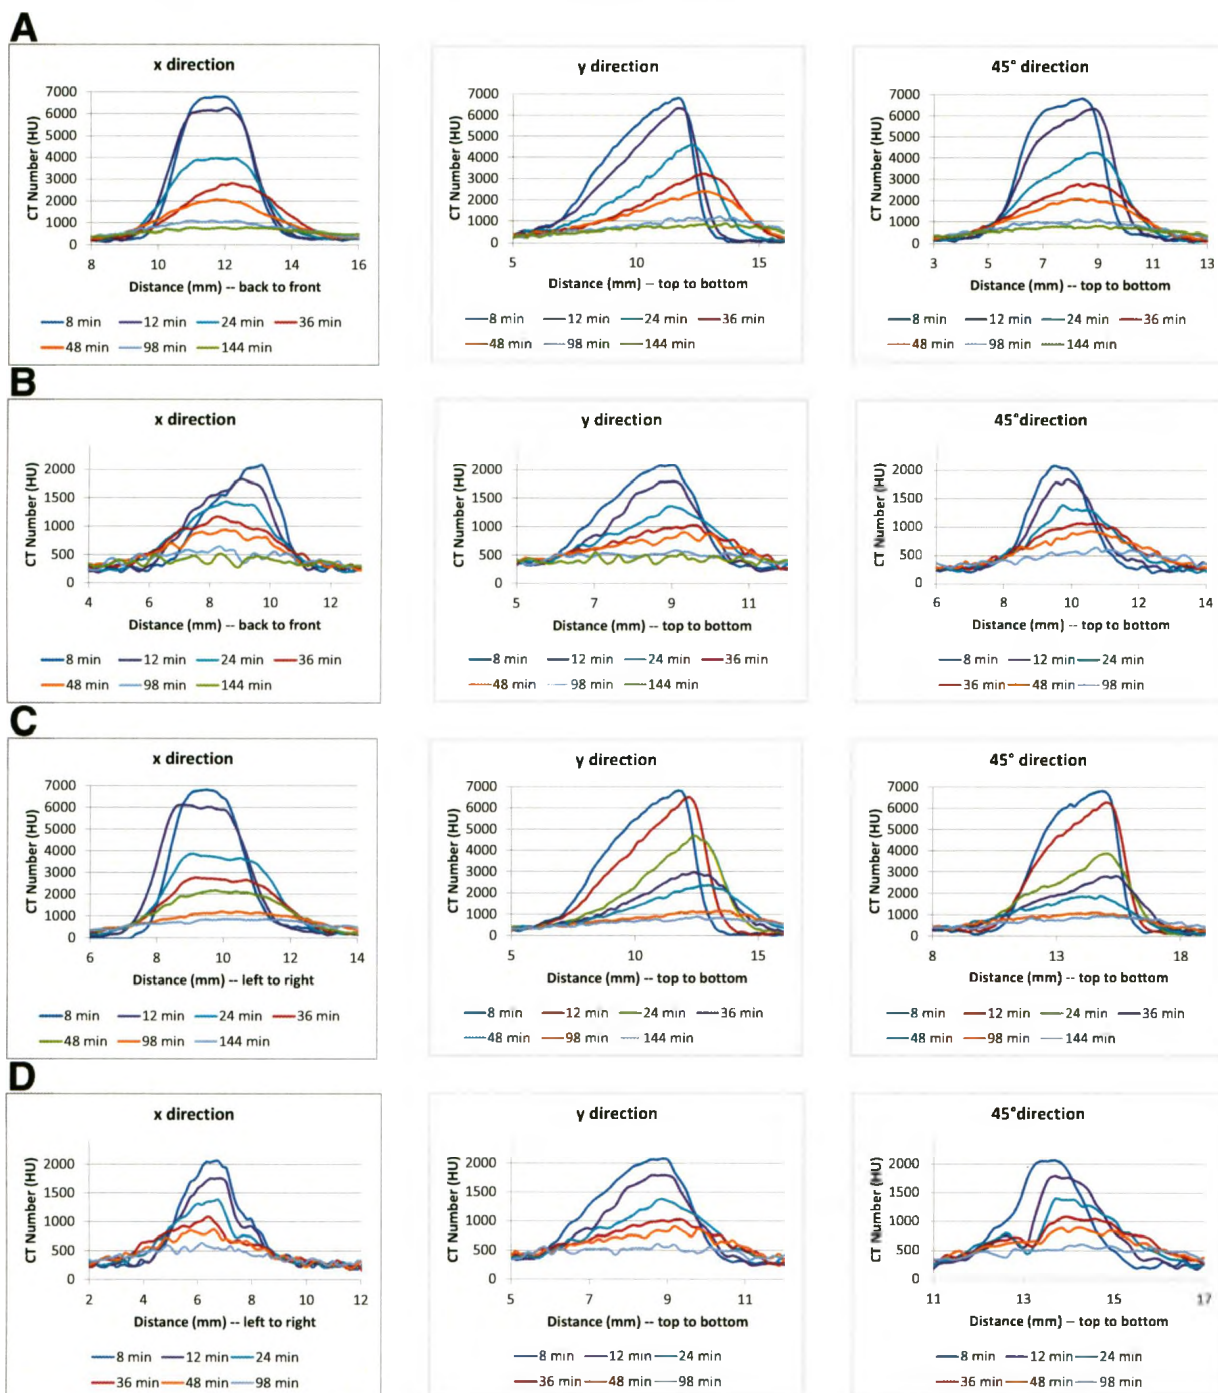 A
x direction
7000
6000
5000
4000
3000
2000
1000
0
CT Number (HU)
8 10 12 14 16
Distance (mm) -- back to front
8 min 12 min 24 min 36 min
48 min 98 min 144 min
y direction
7000
6000
5000
4000
3000
2000
1000
0
CT Number (HU)
5 10 15
Distance (mm) -- top to bottom
8 min 12 min 24 min 36 min
48 min 98 min 144 min
45° direction
7000
6000
5000
4000
3000
2000
1000
0
CT Number (HU)
3 5 7 9 11 13
Distance (mm) -- top to bottom
8 min 12 min 24 min 36 min
48 min 98 min 144 min
B
x direction
2000
1500
1000
500
0
CT Number (HU)
4 6 8 10 12
Distance (mm) -- back to front
8 min 12 min 24 min 36 min
48 min 98 min 144 min
y direction
2000
1500
1000
500
0
CT Number (HU)
5 7 9 11
Distance (mm) -- top to bottom
8 min 12 min 24 min 36 min
48 min 98 min 144 min
45°direction
2000
1500
1000
500
0
CT Number (HU)
6 8 10 12 14
Distance (mm) -- top to bottom
8 min 12 min 24 min
36 min 48 min 98 min
C
x direction
7000
6000
5000
4000
3000
2000
1000
0
CT Number (HU)
6 8 10 12 14
Distance (mm) -- left to right
8 min 12 min 24 min 36 min
48 min 98 min 144 min
y direction
7000
6000
5000
4000
3000
2000
1000
0
CT Number (HU)
5 10 15
Distance (mm) -- top to bottom
8 min 12 min 24 min 36 min
48 min 98 min 144 min
45° direction
7000
6000
5000
4000
3000
2000
1000
0
CT Number (HU)
8 13 18
Distance (mm) -- top to bottom
8 min 12 min 24 min 36 min
48 min 98 min 144 min
D
x direction
2000
1500
1000
500
0
CT Number (HU)
2 4 6 8 10 12
Distance (mm) -- left to right
8 min 12 min 24 min
36 min 48 min 98 min
y direction
2000
1500
1000
500
0
CT Number (HU)
5 7 9 11
Distance (mm) -- top to bottom
8 min 12 min 24 min
36 min 48 min 98 min
45°direction
2000
1500
1000
500
0
CT Number (HU)
11 13 15 17
Distance (mm) -- top to bottom
8 min 12 min 24 min
36 min 48 min 98 min